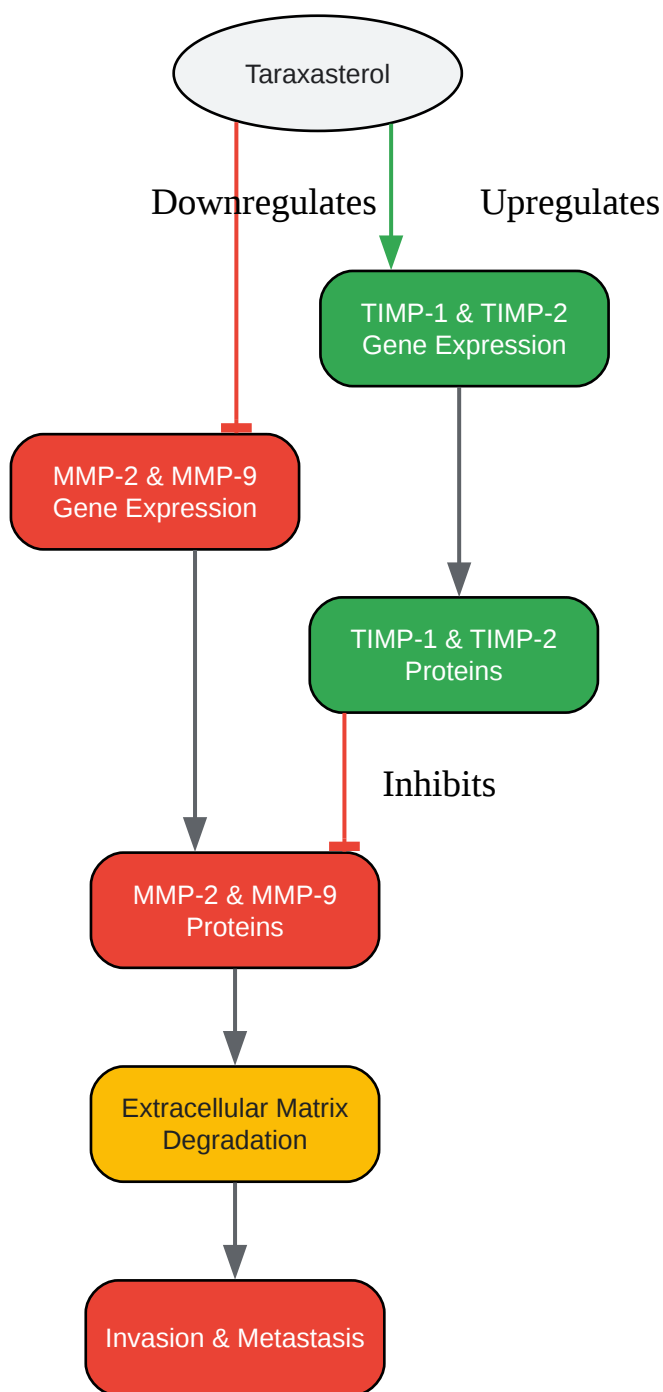 Taraxasterol
Downregulates
Upregulates
TIMP-1 & TIMP-2
Gene Expression
MMP-2 & MMP-9
Gene Expression
TIMP-1 & TIMP-2
Proteins
Inhibits
MMP-2 & MMP-9
Proteins
Extracellular Matrix
Degradation
Invasion & Metastasis